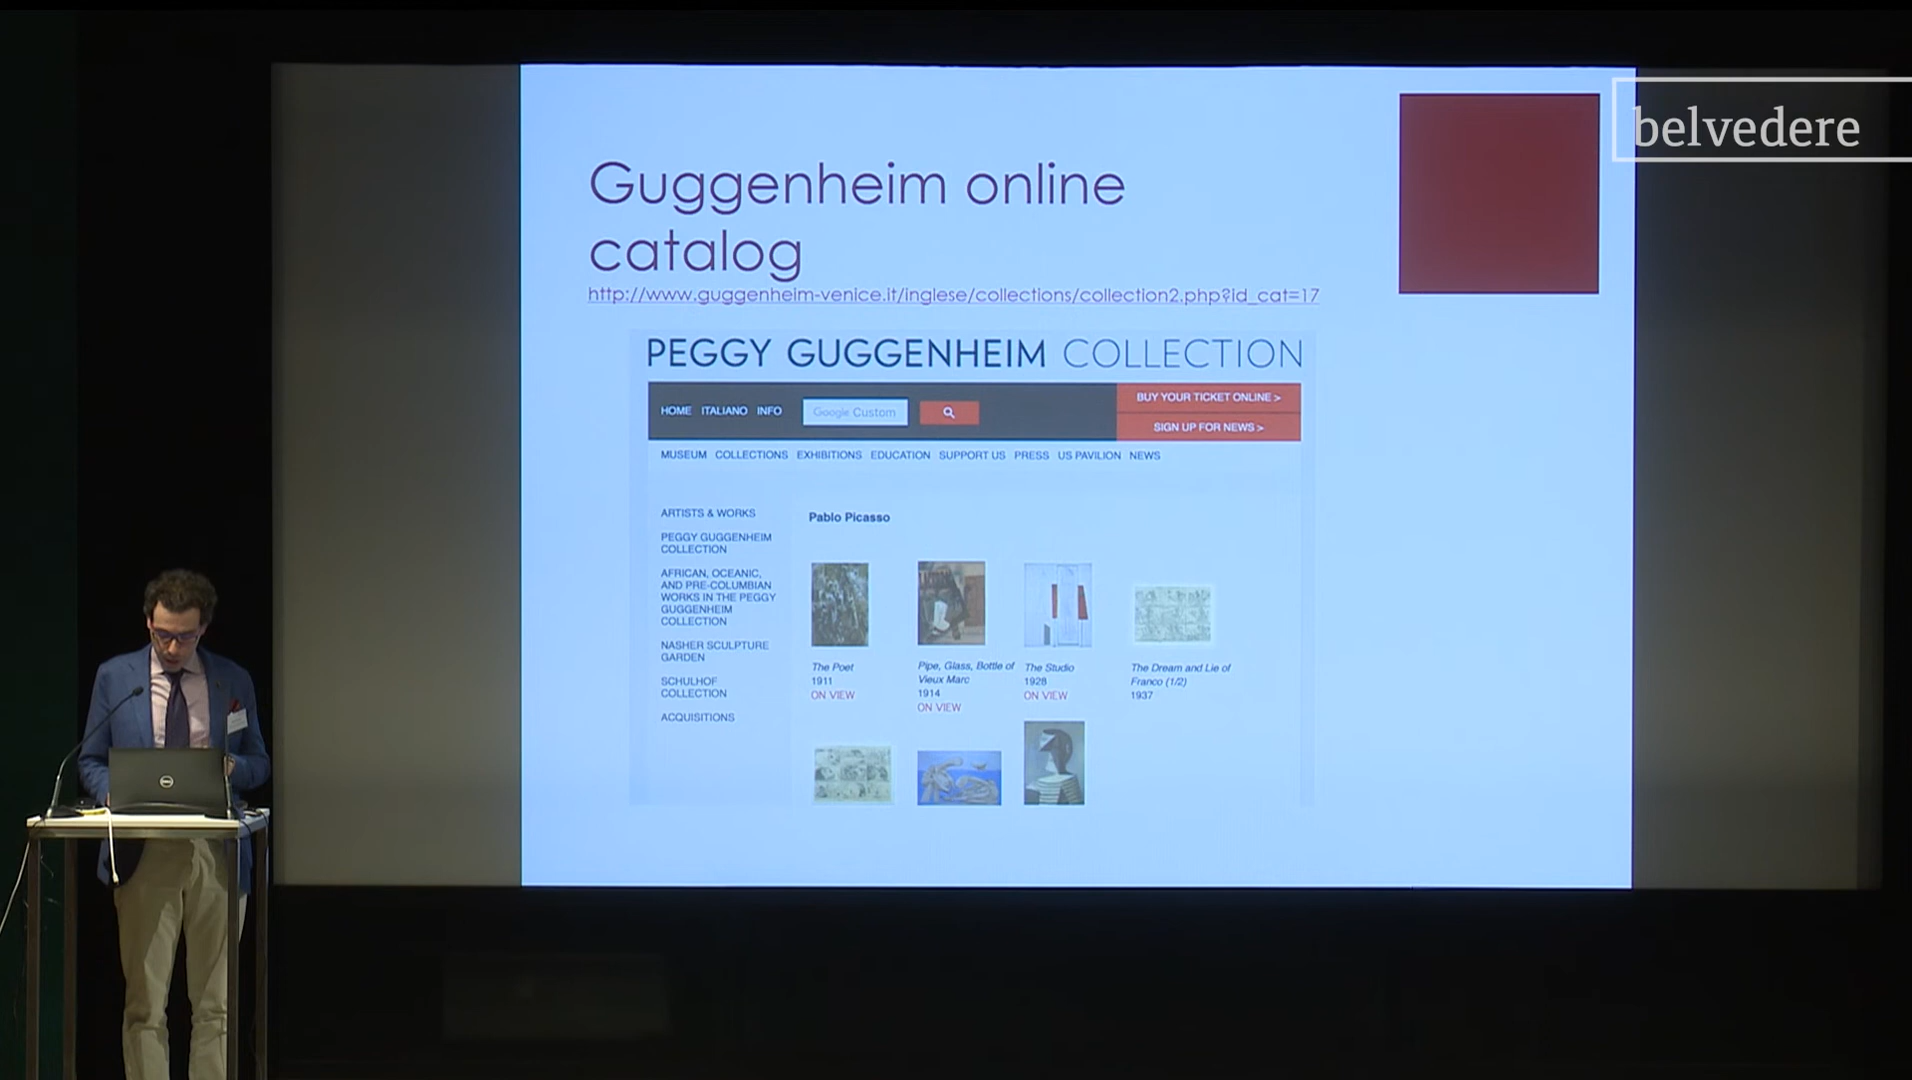 belvedere
Guggenheim online
catalog
http://www.guggenheim-venice.it/inglese/collections/collection2.php?id_cat=17
PEGGY GUGGENHEIM COLLECTION
HOME ITALIANO INFO
Google Custom
BUY YOUR TICKET ONLINE >
SIGN UP FOR NEWS >
MUSEUM COLLECTIONS EXHIBITIONS EDUCATION SUPPORT US PRESS US PAVILION NEWS
ARTISTS & WORKS
PEGGY GUGGENHEIM
COLLECTION
AFRICAN, OCEANIC,
AND PRE-COLUMBIAN
WORKS IN THE PEGGY
GUGGENHEIM
COLLECTION
NASHER SCULPTURE
GARDEN
SCHULHOF
COLLECTION
ACQUISITIONS
Pablo Picasso
The Poet
1911
ON VIEW
Pipe, Glass, Bottle of
Vieux Marc
1914
ON VIEW
The Studio
1928
ON VIEW
The Dream and Lie of
Franco (1/2)
1937
DELL